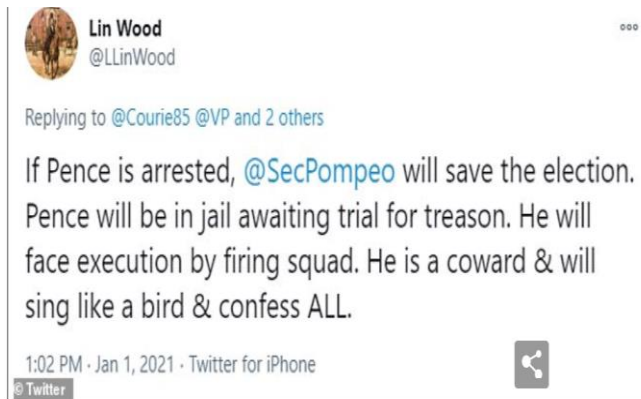 Lin Wood
@LLinWood
Replying to @Courie85 @VP and 2 others
If Pence is arrested, @SecPompeo will save the election.
Pence will be in jail awaiting trial for treason. He will
face execution by firing squad. He is a coward & will
sing like a bird & confess ALL.
1:02 PM · Jan 1, 2021 · Twitter for iPhone
© Twitter